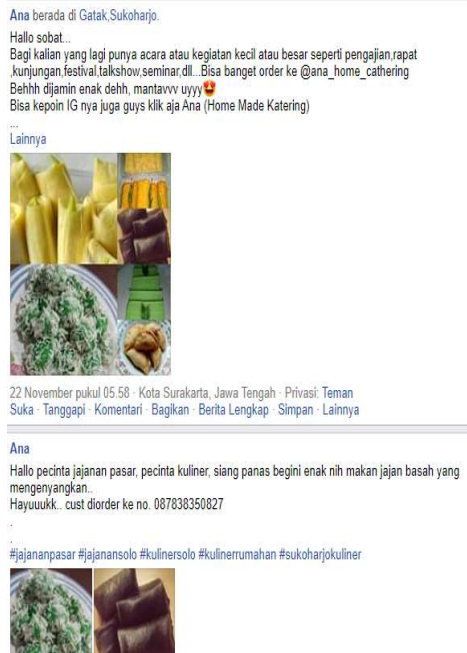 Ana berada di Gatak,Sukoharjo.
Hallo sobat...
Bagi kalian yang lagi punya acara atau kegiatan kecil atau besar seperti pengajian,rapat
,kunjungan,festival,talkshow,seminar,dll...Bisa banget order ke @ana_home_cathering
Behhh dijamin enak dehh, mantavvv uyyy😍
Bisa kepoin IG nya juga guys klik aja Ana (Home Made Katering)
...
Lainnya
22 November pukul 05.58 · Kota Surakarta, Jawa Tengah · Privasi: Teman
Suka · Tanggapi · Komentari · Bagikan · Berita Lengkap · Simpan · Lainnya
Ana
Hallo pecinta jajanan pasar, pecinta kuliner, siang panas begini enak nih makan jajan basah yang
mengenyangkan..
Hayuuukk.. cust diorder ke no. 087838350827
.
.
#jajananpasar #jajanansolo #kulinersolo #kulinerrumahan #sukoharjokuliner